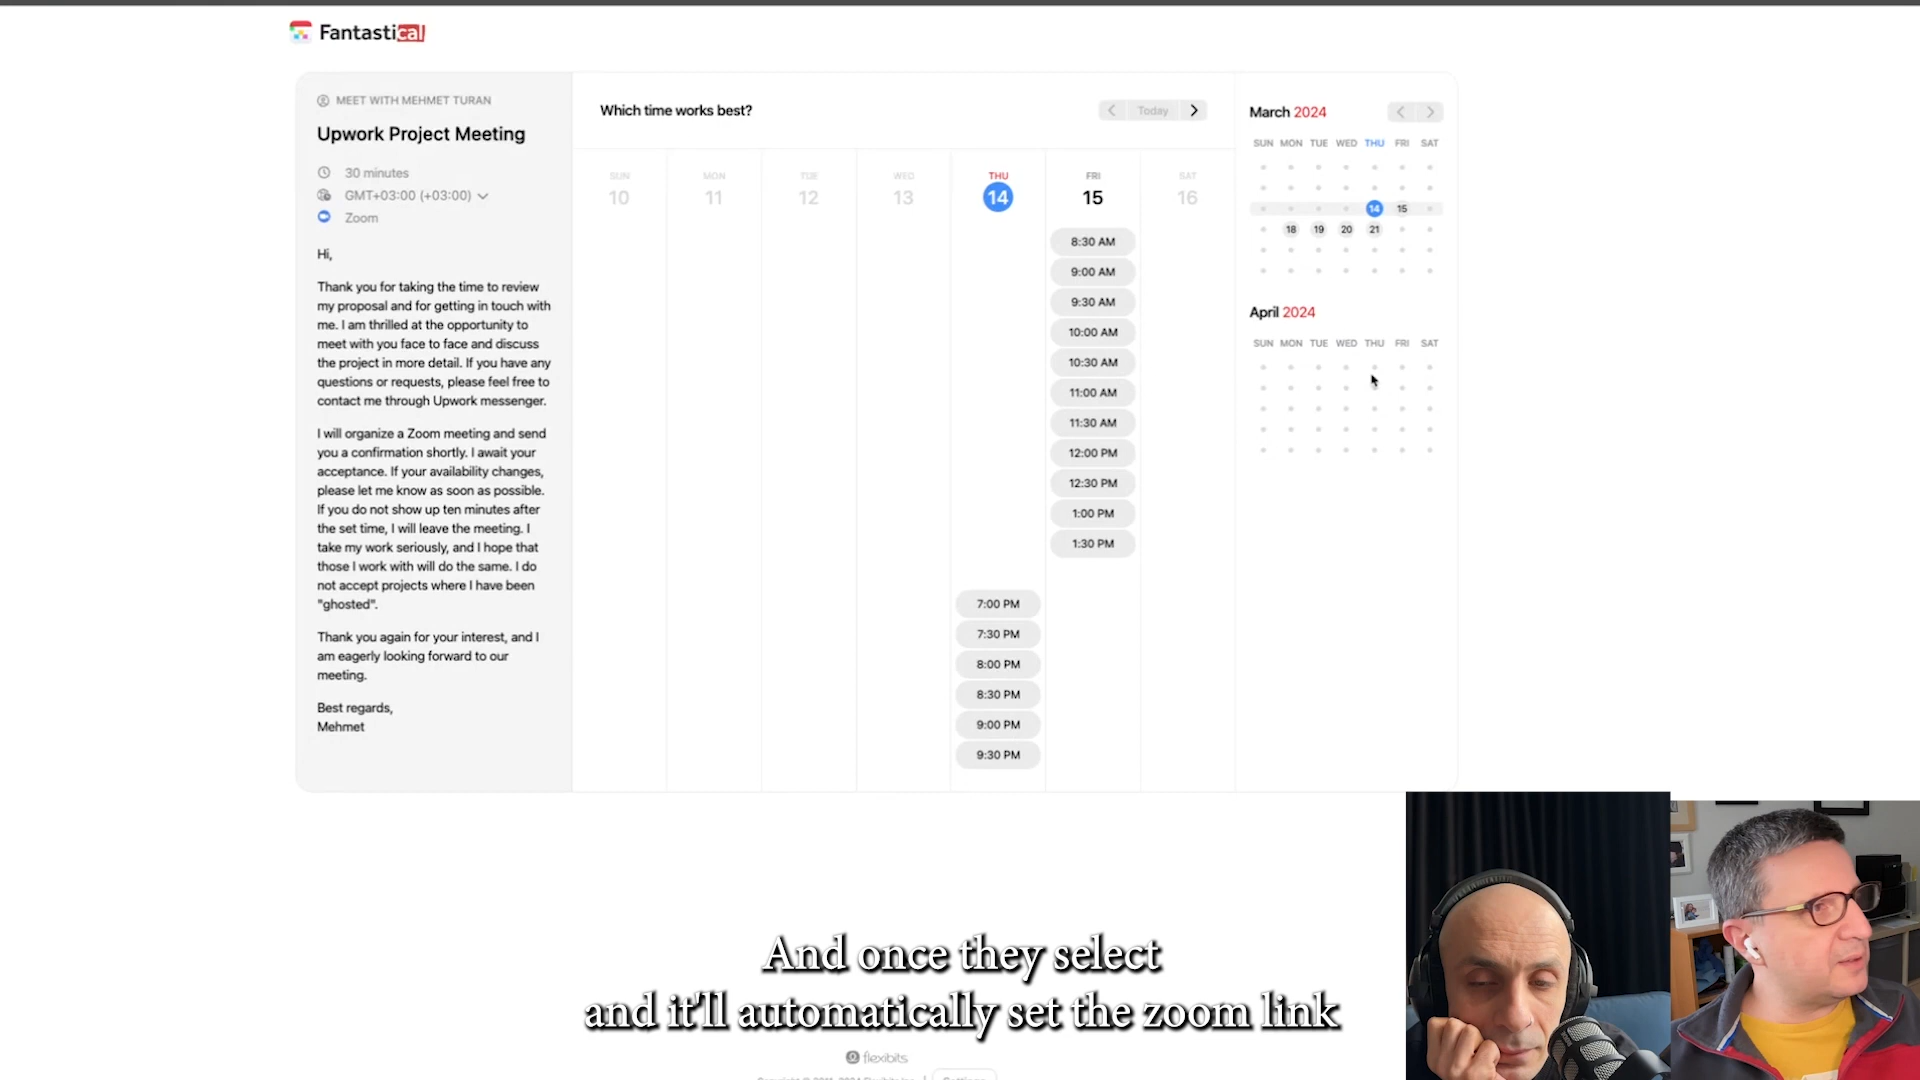 Fantastical
MEET WITH MEHMET TURAN
Upwork Project Meeting
30 minutes
GMT+03:00 (+03:00)
Zoom
Hi,
Thank you for taking the time to review
my proposal and for getting in touch with
me. I am thrilled at the opportunity to
meet with you face to face and discuss
the project in more detail. If you have any
questions or requests, please feel free to
contact me through Upwork messenger.
I will organize a Zoom meeting and send
you a confirmation shortly. I await your
acceptance. If your availability changes,
please let me know as soon as possible.
If you do not show up ten minutes after
the set time, I will leave the meeting. I
take my work seriously, and I hope that
those I work with will do the same. I do
not accept projects where I have been
"ghosted".
Thank you again for your interest, and I
am eagerly looking forward to our
meeting.
Best regards,
Mehmet
Which time works best?
Today
SUN MON TUE WED THU FRI SAT
10 11 12 13 14 15 16
8:30 AM
9:00 AM
9:30 AM
10:00 AM
10:30 AM
11:00 AM
11:30 AM
12:00 PM
12:30 PM
1:00 PM
1:30 PM
7:00 PM
7:30 PM
8:00 PM
8:30 PM
9:00 PM
9:30 PM
March 2024
SUN MON TUE WED THU FRI SAT
14 15
18 19 20 21
April 2024
SUN MON TUE WED THU FRI SAT
And once they select
and it'll automatically set the zoom link
flexibits